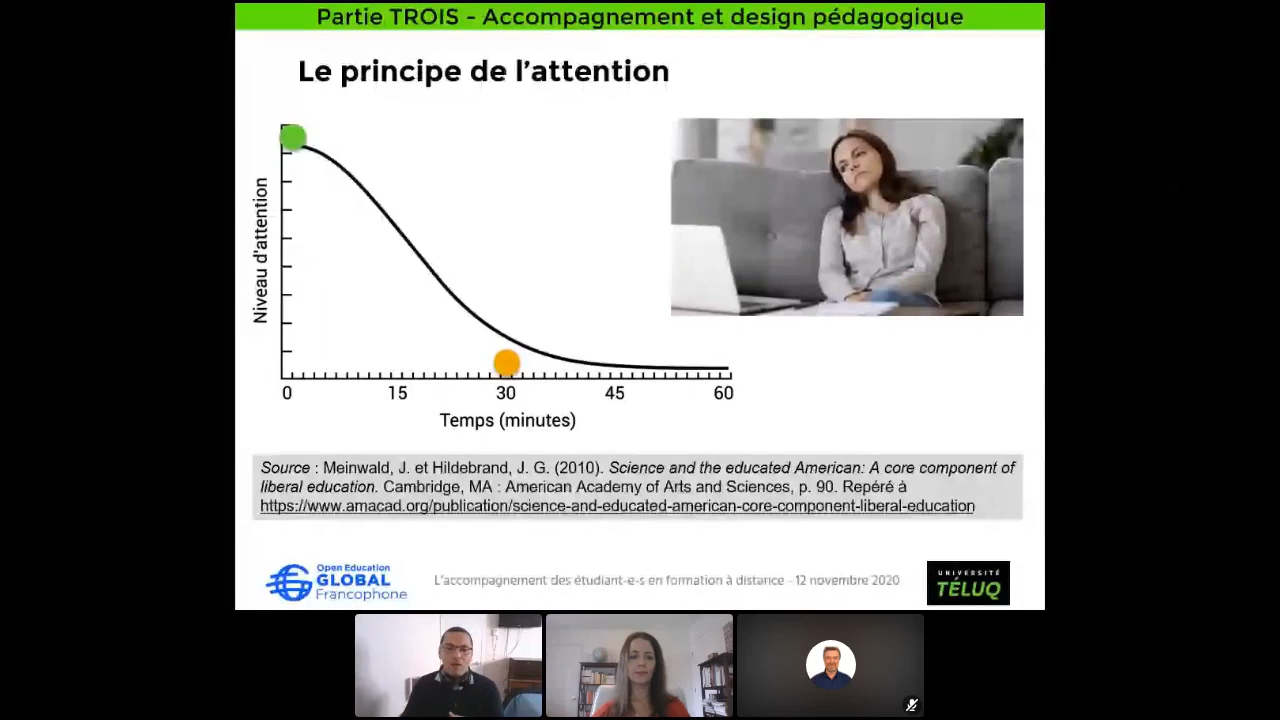 Partie TROIS - Accompagnement et design pédagogique
Le principe de l'attention
Niveau d'attention
0 15 30 45 60
Temps (minutes)
Source : Meinwald, J. et Hildebrand, J. G. (2010). Science and the educated American: A core component of
liberal education. Cambridge, MA : American Academy of Arts and Sciences, p. 90. Repéré à
https://www.amacad.org/publication/science-and-educated-american-core-component-liberal-education
Open Education
GLOBAL
Francophone
L'accompagnement des étudiant-e-s en formation à distance - 12 novembre 2020
UNIVERSITÉ
TÉLUQ